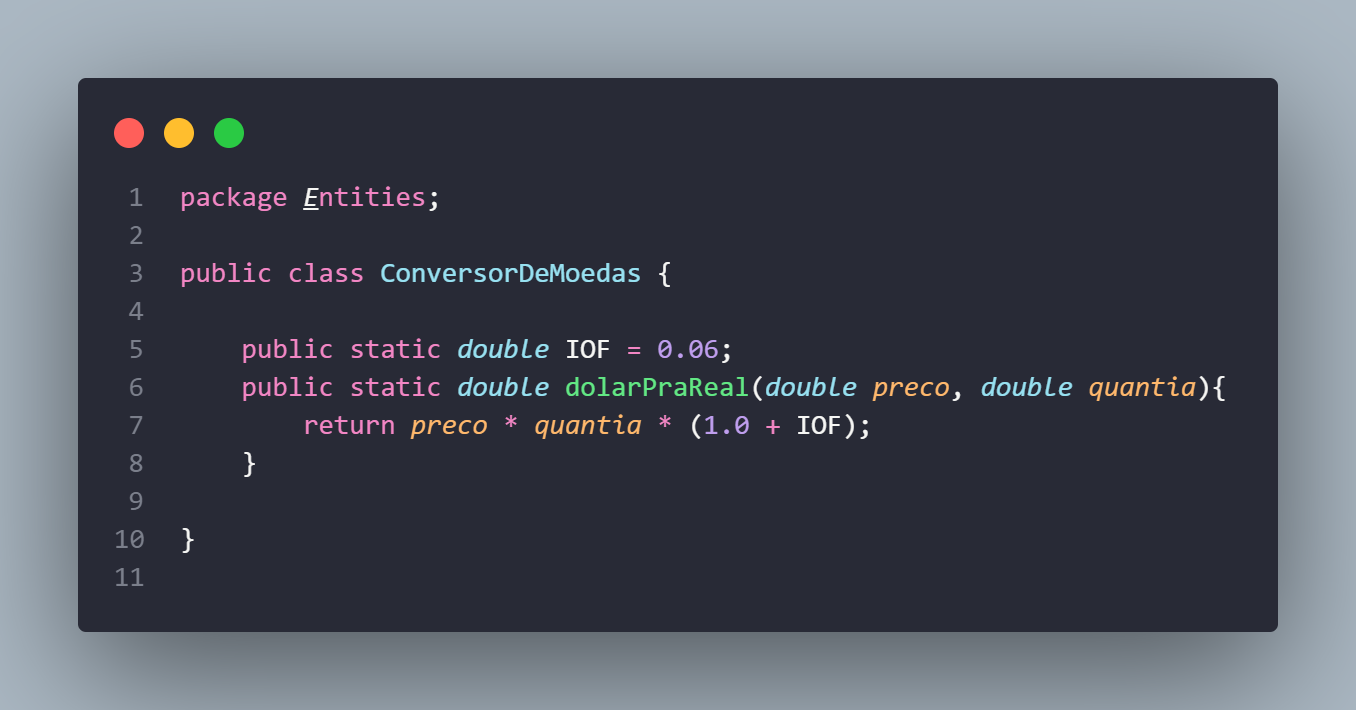 1 package Entities;
2
3 public class ConversorDeMoedas {
4
5     public static double IOF = 0.06;
6     public static double dolarPraReal(double preco, double quantia){
7         return preco * quantia * (1.0 + IOF);
8     }
9
10 }
11